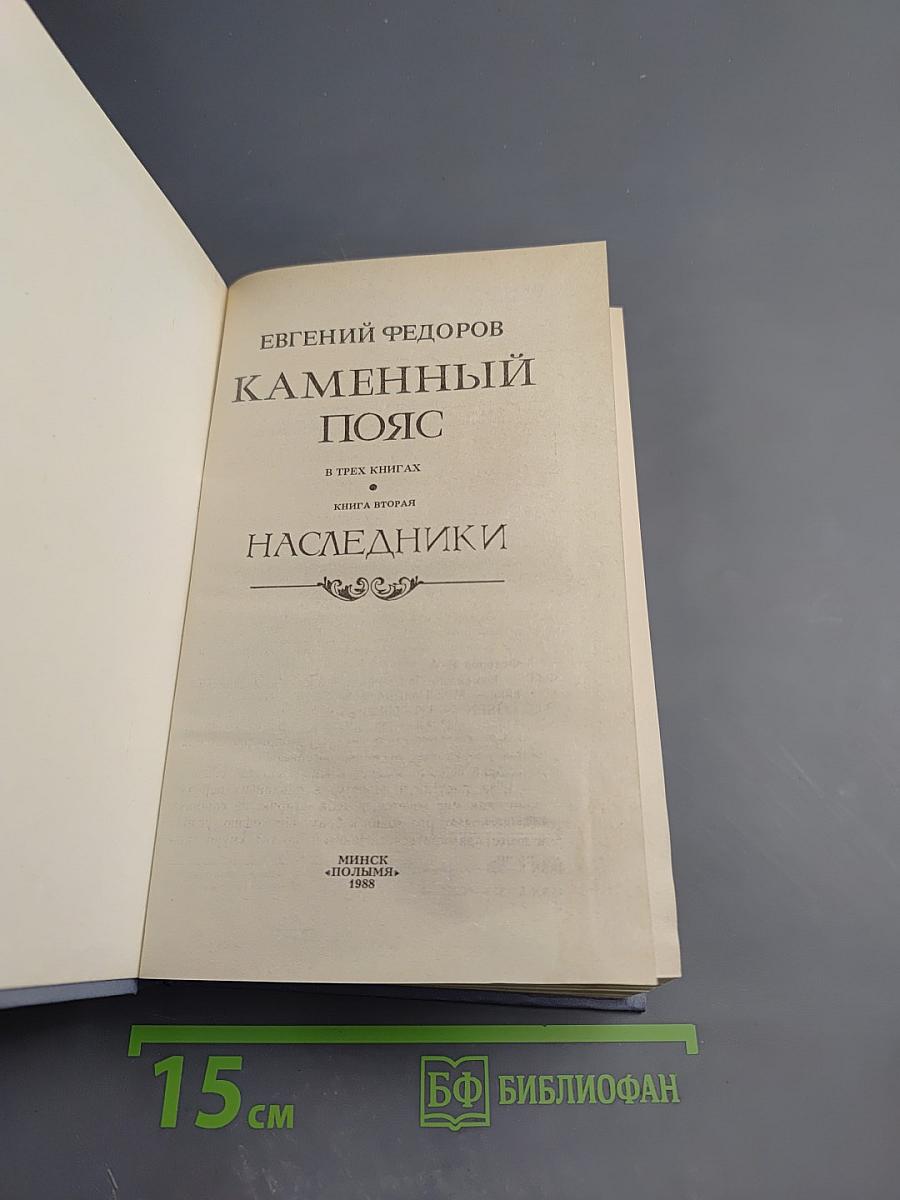 ЕВГЕНИЙ ФЕДОРОВ
КАМЕННЫЙ
ПОЯС
В ТРЕХ КНИГАХ
КНИГА ВТОРАЯ
НАСЛЕДНИКИ
МИНСК
«ПОЛЫМЯ»
1988
15 см
БФ БИБЛИОФАН